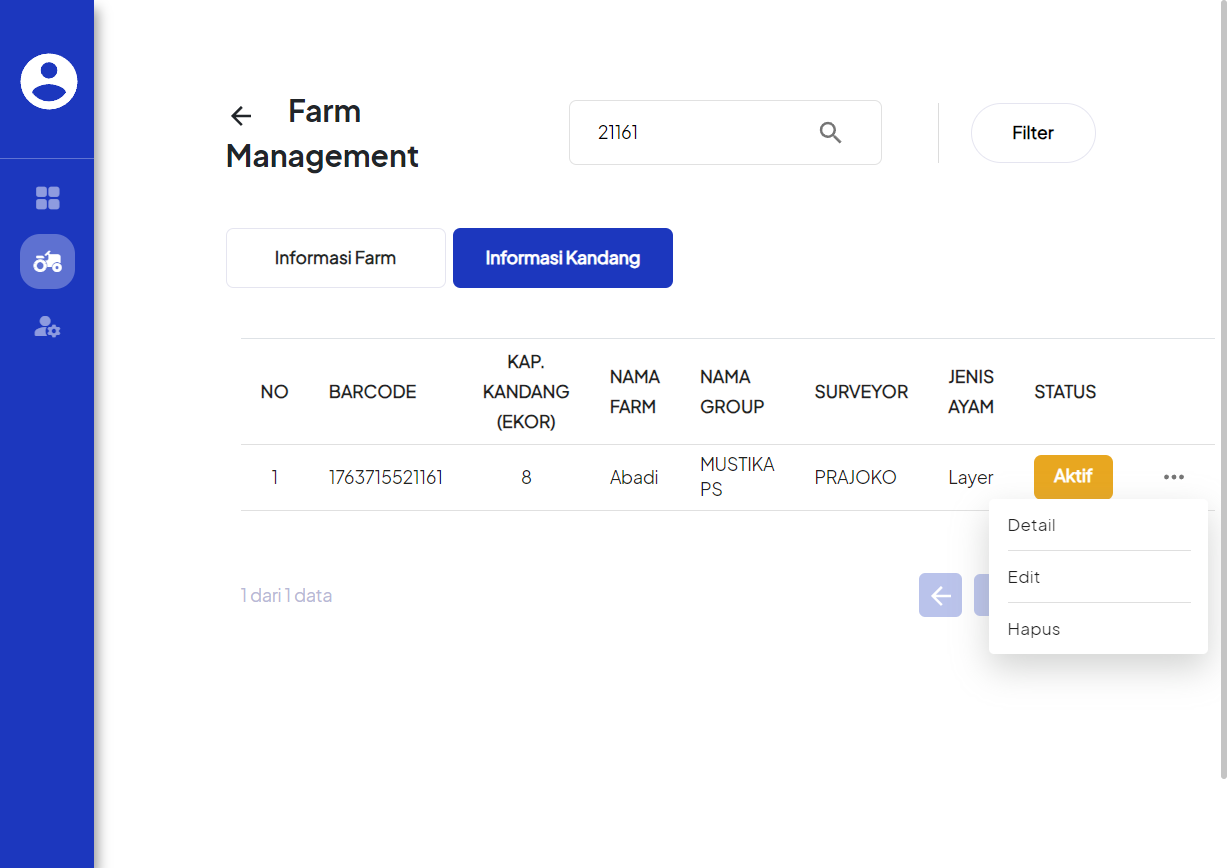 Farm
Management
21161
Filter
Informasi Farm
Informasi Kandang
NO
BARCODE
KAP.
KANDANG
(EKOR)
NAMA
FARM
NAMA
GROUP
SURVEYOR
JENIS
AYAM
STATUS
1
1763715521161
8
Abadi
MUSTIKA
PS
PRAJOKO
Layer
Aktif
Detail
Edit
Hapus
1 dari 1 data